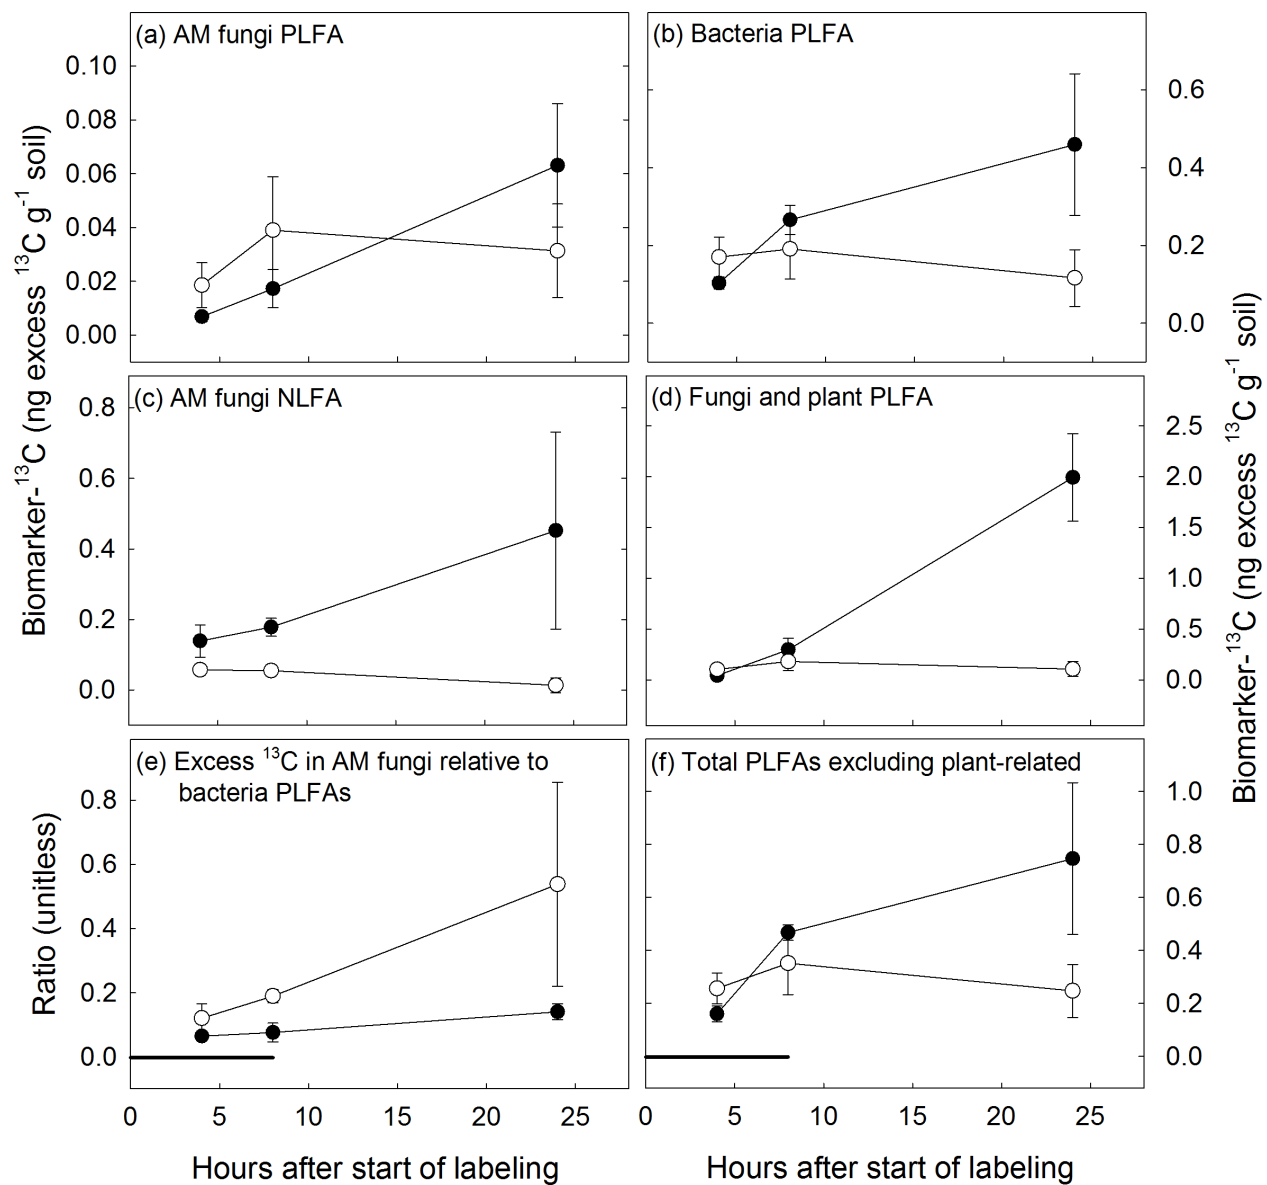 (a) AM fungi PLFA
0.10
0.08
0.06
0.04
0.02
0.00
(b) Bacteria PLFA
0.6
0.4
0.2
0.0
Biomarker-¹³C (ng excess ¹³C g⁻¹ soil)
(c) AM fungi NLFA
0.8
0.6
0.4
0.2
0.0
(d) Fungi and plant PLFA
2.5
2.0
1.5
1.0
0.5
0.0
Biomarker-¹³C (ng excess ¹³C g⁻¹ soil)
(e) Excess ¹³C in AM fungi relative to
bacteria PLFAs
0.8
0.6
0.4
0.2
0.0
Ratio (unitless)
(f) Total PLFAs excluding plant-related
1.0
0.8
0.6
0.4
0.2
0.0
0 5 10 15 20 25
0 5 10 15 20 25
Hours after start of labeling
Hours after start of labeling